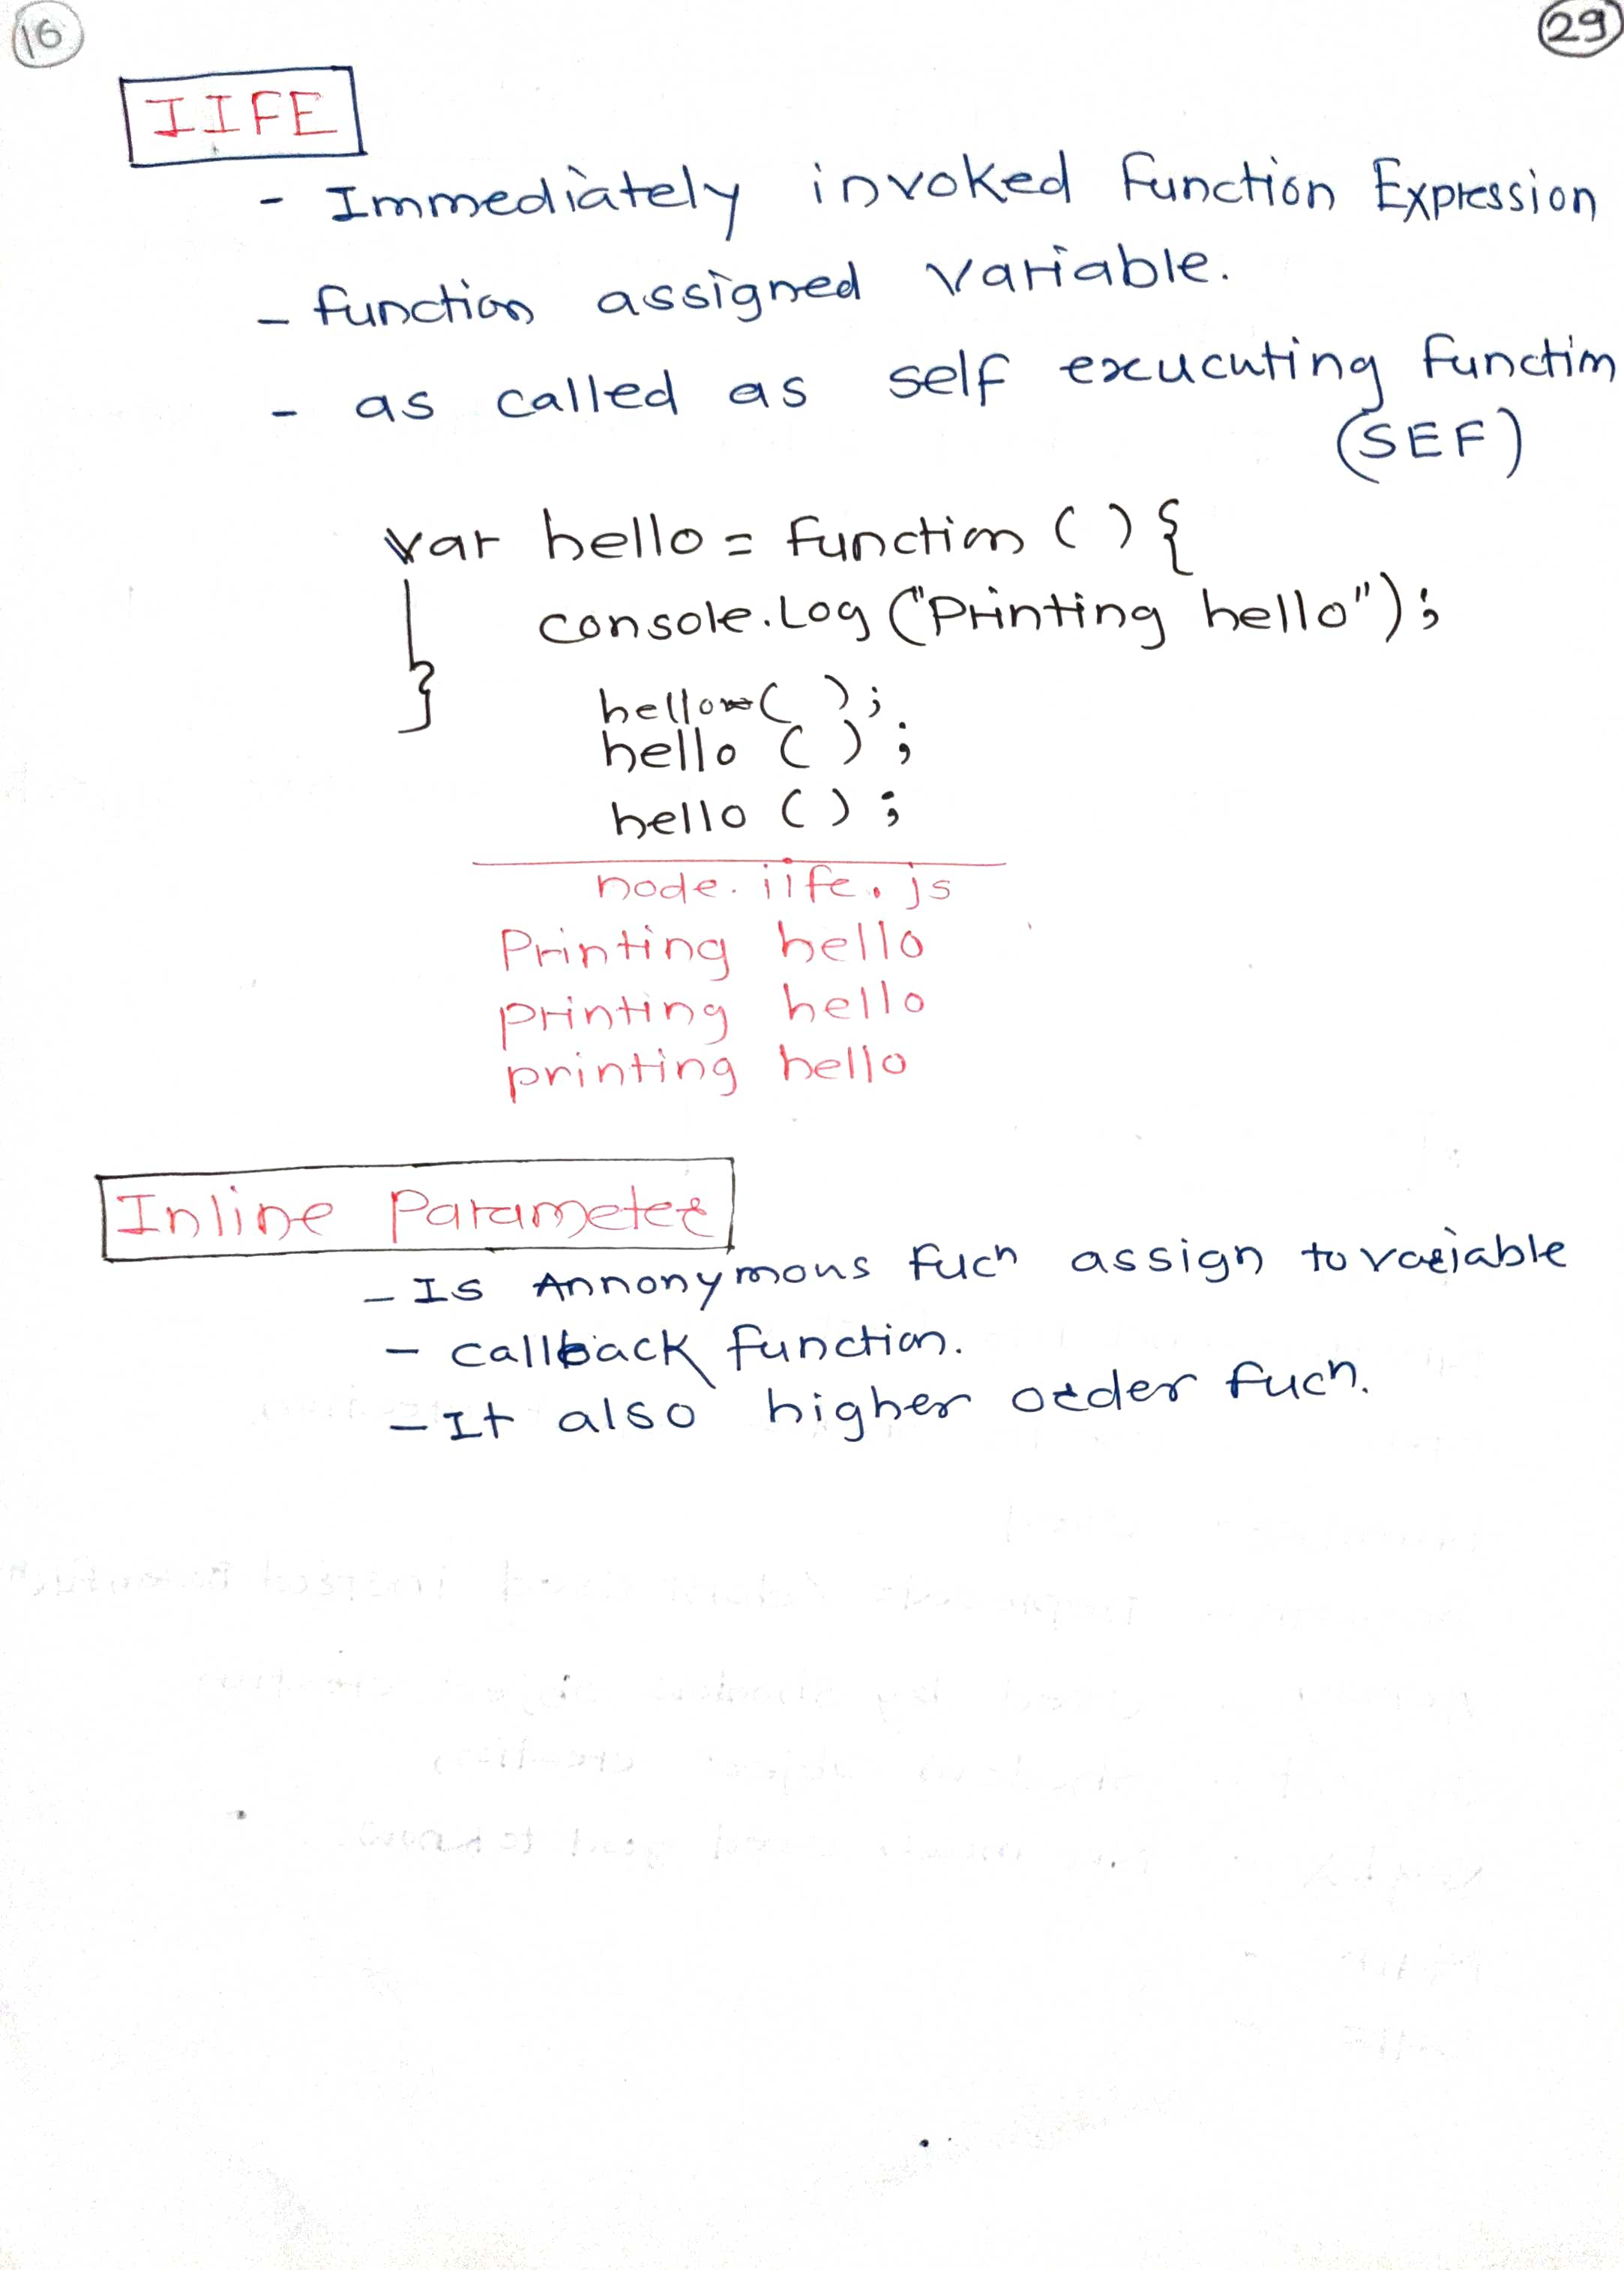 16
29
IIFE
- Immediately invoked Function Expression
- function assigned variable.
- as called as self excucuting function
(SEF)
var hello = function () {
console.log ("Printing hello");
}
hello ( );
hello ( );
hello ( );
node. iife. js
Printing hello
printing hello
printing hello
Inline Parameter
- Is Annonymous fuch assign to variable
- callback function.
- It also higher order fuch.